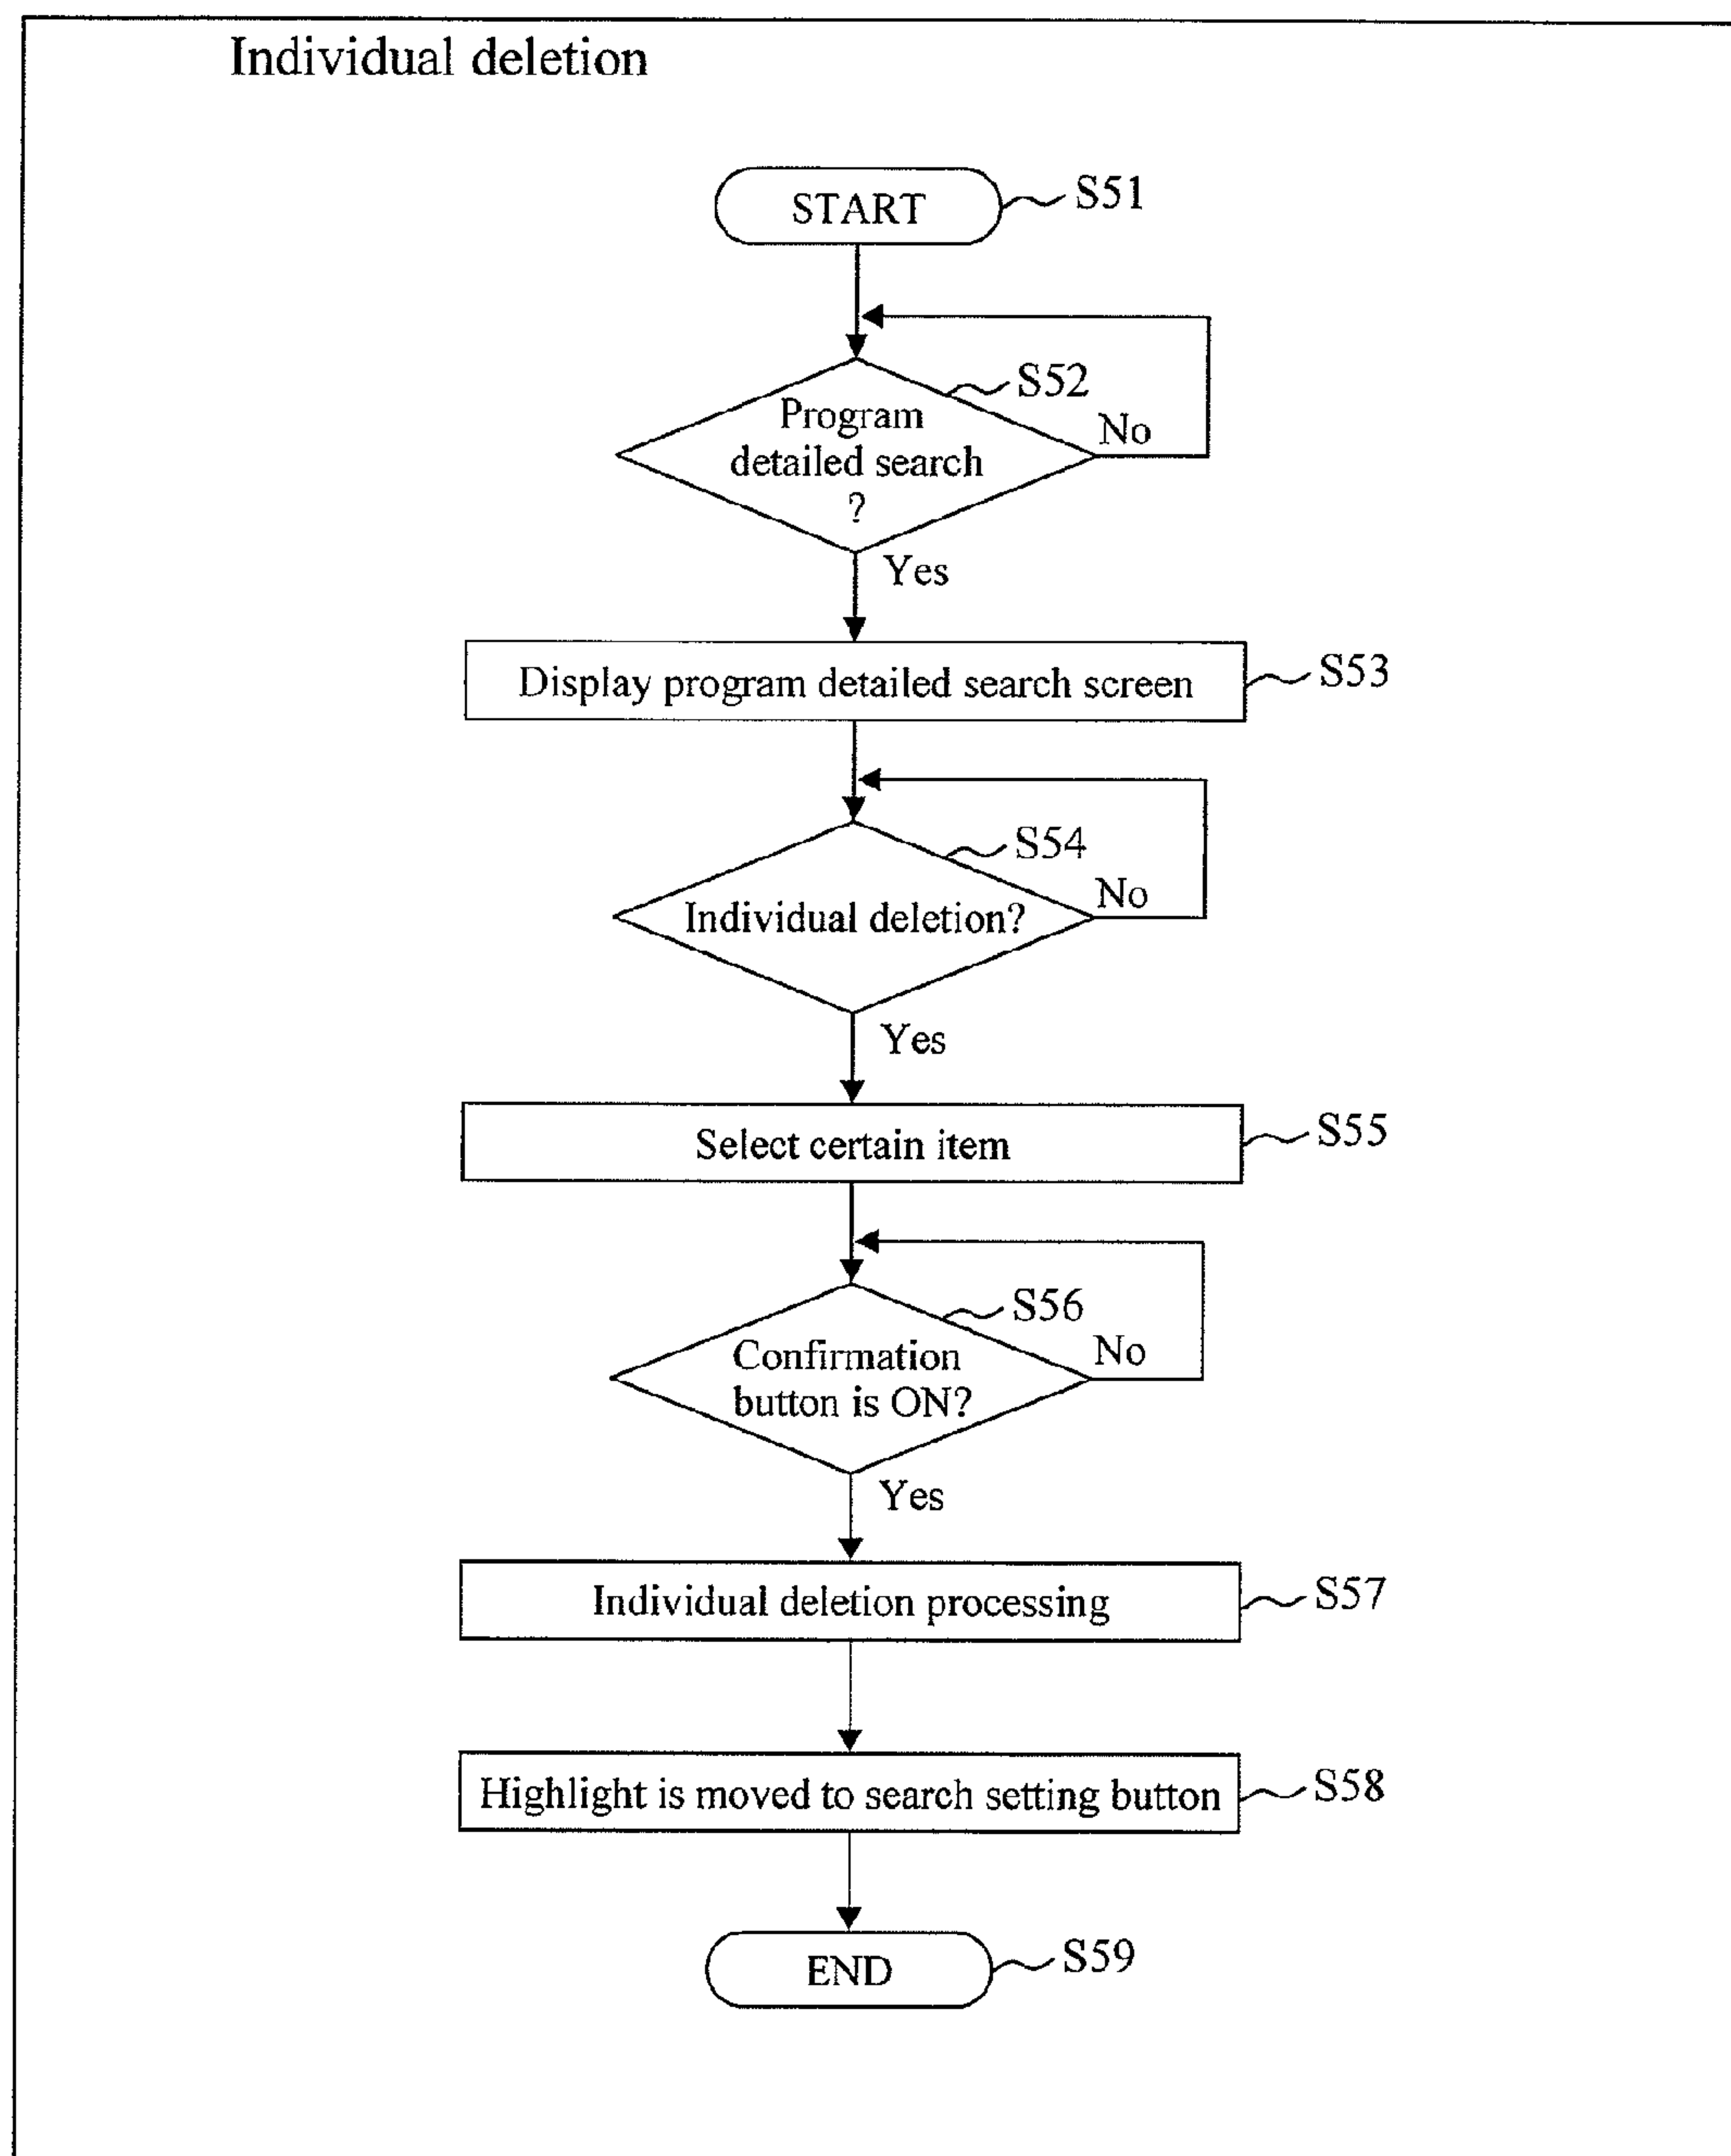 Individual deletion
START
S51
S52
Program
detailed search
?
No
Yes
Display program detailed search screen
S53
S54
Individual deletion?
No
Yes
Select certain item
S55
S56
Confirmation
button is ON?
No
Yes
Individual deletion processing
S57
Highlight is moved to search setting button
S58
END
S59